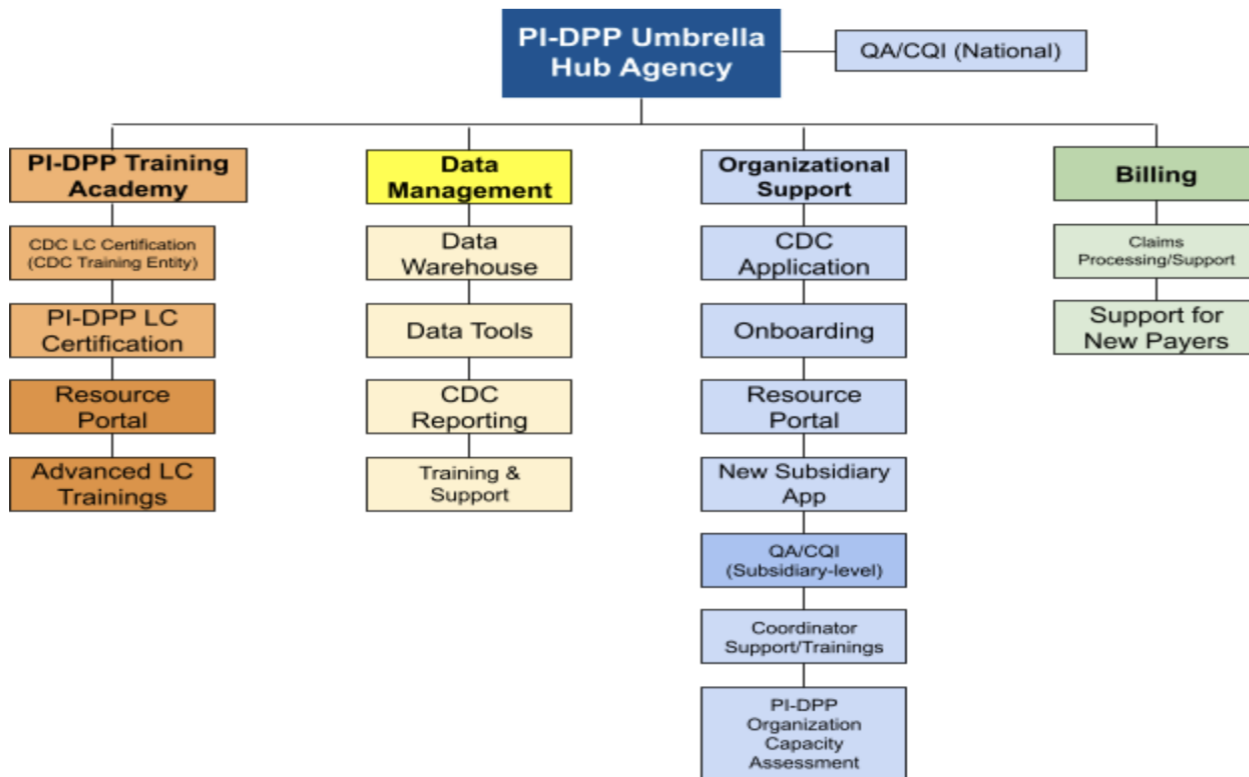 PI-DPP Umbrella
Hub Agency
QA/CQI (National)
PI-DPP Training
Academy
CDC LC Certification
(CDC Training Entity)
PI-DPP LC
Certification
Resource
Portal
Advanced LC
Trainings
Data
Management
Data
Warehouse
Data Tools
CDC
Reporting
Training &
Support
Organizational
Support
CDC
Application
Onboarding
Resource
Portal
New Subsidiary
App
QA/CQI
(Subsidiary-level)
Coordinator
Support/Trainings
PI-DPP
Organization
Capacity
Assessment
Billing
Claims
Processing/Support
Support for
New Payers